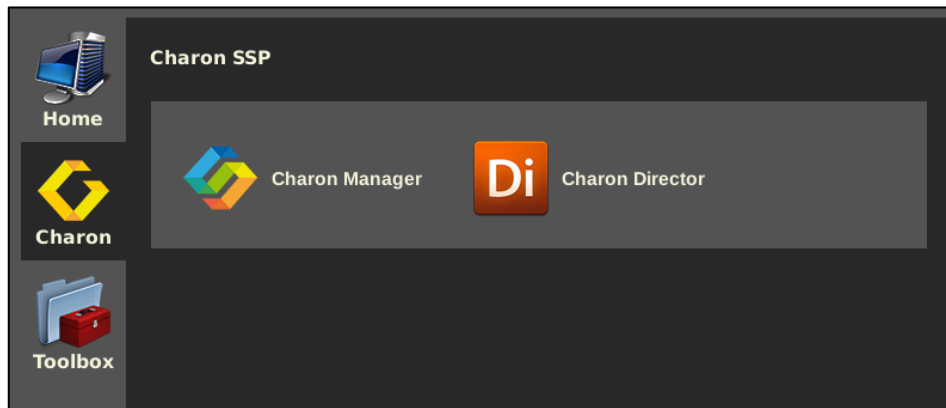 Charon SSP
Home
Charon Manager
Di
Charon Director
Charon
Toolbox